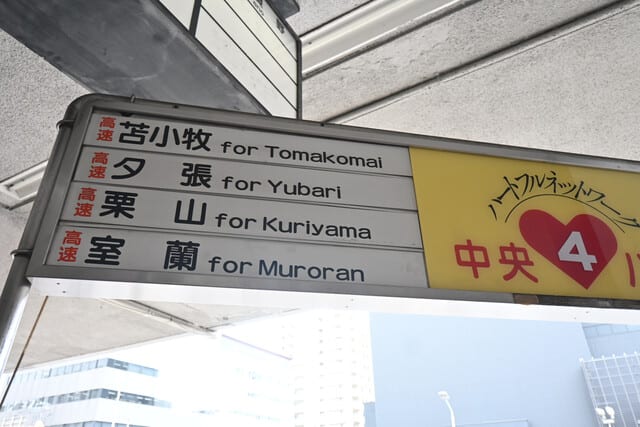 高速 苫小牧 for Tomakomai
高速 夕張 for Yubari
高速 栗山 for Kuriyama
高速 室蘭 for Muroran
ハートフルネットワーク
中央 4 バ